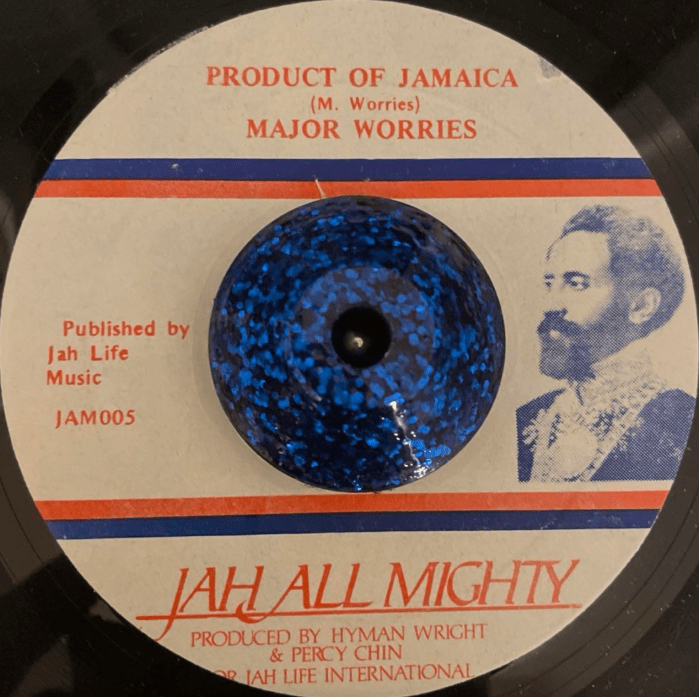 PRODUCT OF JAMAICA
(M. Worries)
MAJOR WORRIES
Published by
Jah Life
Music
JAM005
JAH ALL MIGHTY
PRODUCED BY HYMAN WRIGHT
& PERCY CHIN
OR JAH LIFE INTERNATIONAL